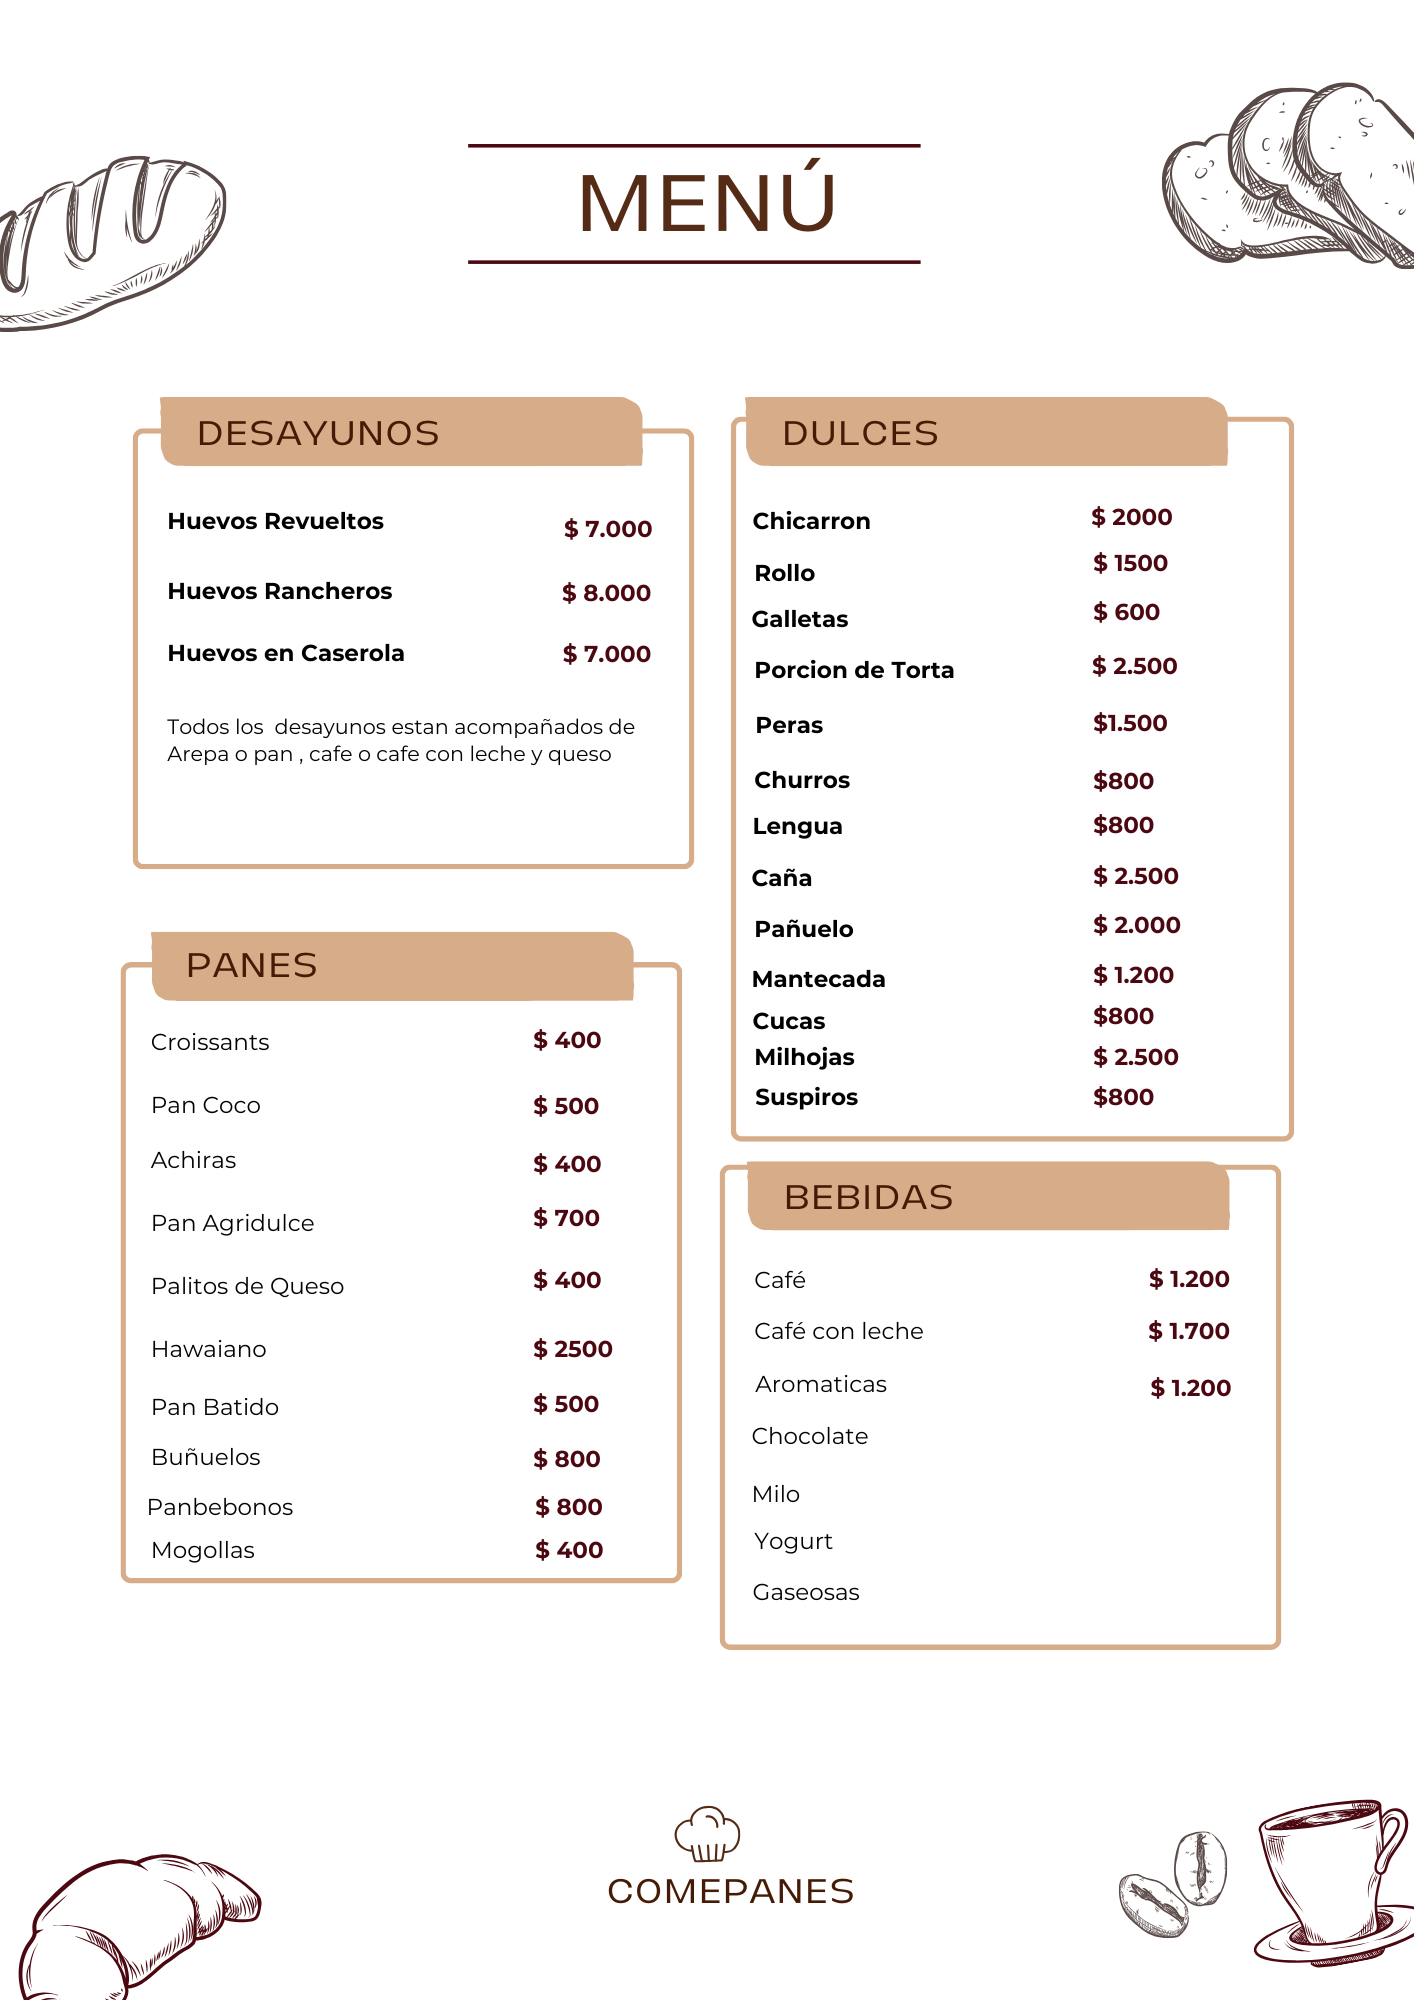 MENÚ
DESAYUNOS
Huevos Revueltos $ 7.000
Huevos Rancheros $ 8.000
Huevos en Caserola $ 7.000
Todos los desayunos estan acompañados de
Arepa o pan , cafe o cafe con leche y queso
PANES
Croissants $ 400
Pan Coco $ 500
Achiras $ 400
Pan Agridulce $ 700
Palitos de Queso $ 400
Hawaiano $ 2500
Pan Batido $ 500
Buñuelos $ 800
Panbebonos $ 800
Mogollas $ 400
DULCES
Chicarron $ 2000
Rollo $ 1500
Galletas $ 600
Porcion de Torta $ 2.500
Peras $1.500
Churros $800
Lengua $800
Caña $ 2.500
Pañuelo $ 2.000
Mantecada $ 1.200
Cucas $800
Milhojas $ 2.500
Suspiros $800
BEBIDAS
Café $ 1.200
Café con leche $ 1.700
Aromaticas $ 1.200
Chocolate
Milo
Yogurt
Gaseosas
COMEPANES